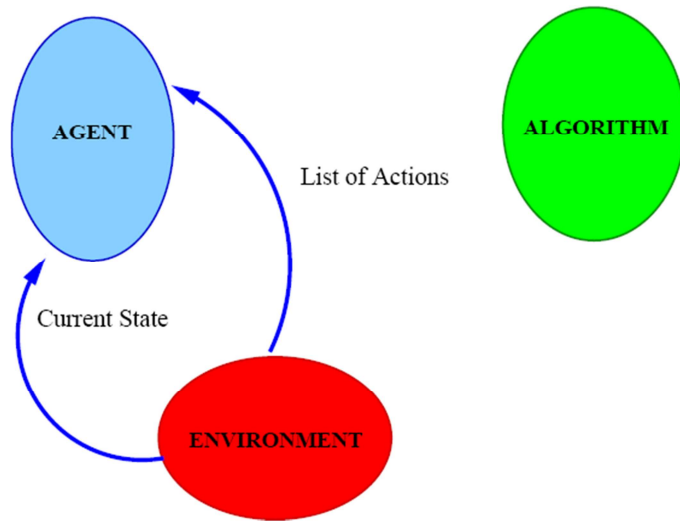 AGENT
ALGORITHM
List of Actions
Current State
ENVIRONMENT